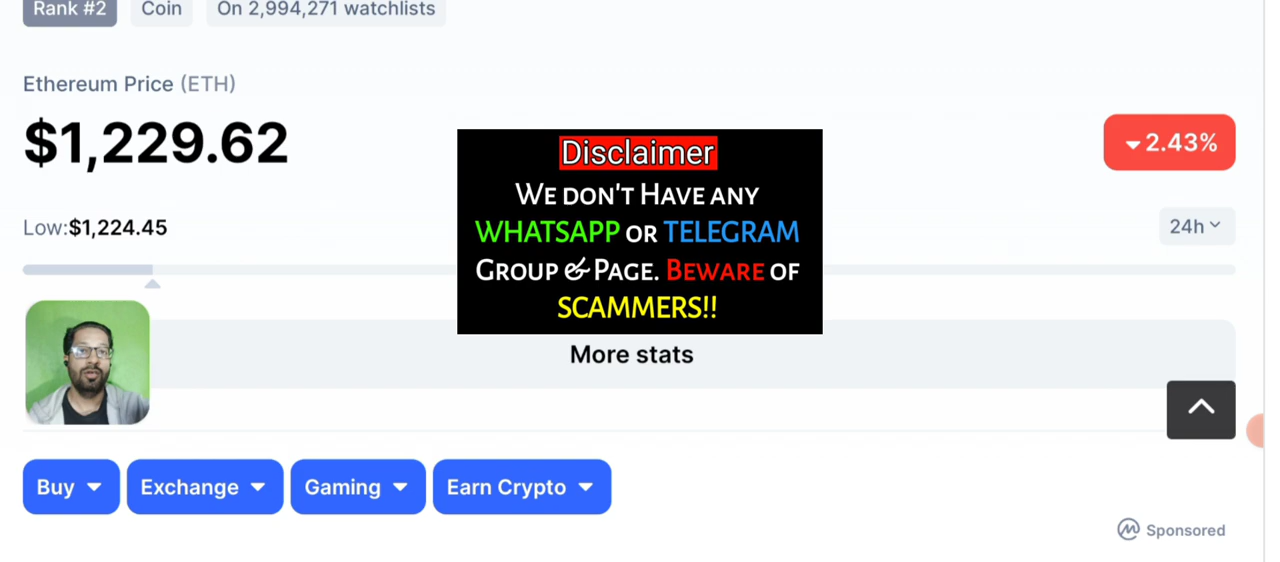 Rank #2 Coin On 2,994,271 watchlists
Ethereum Price (ETH)
$1,229.62
2.43%
Low:$1,224.45
24h
Disclaimer
WE DON'T HAVE ANY
WHATSAPP OR TELEGRAM
GROUP & PAGE. BEWARE OF
SCAMMERS!!
More stats
Buy Exchange Gaming Earn Crypto
Sponsored